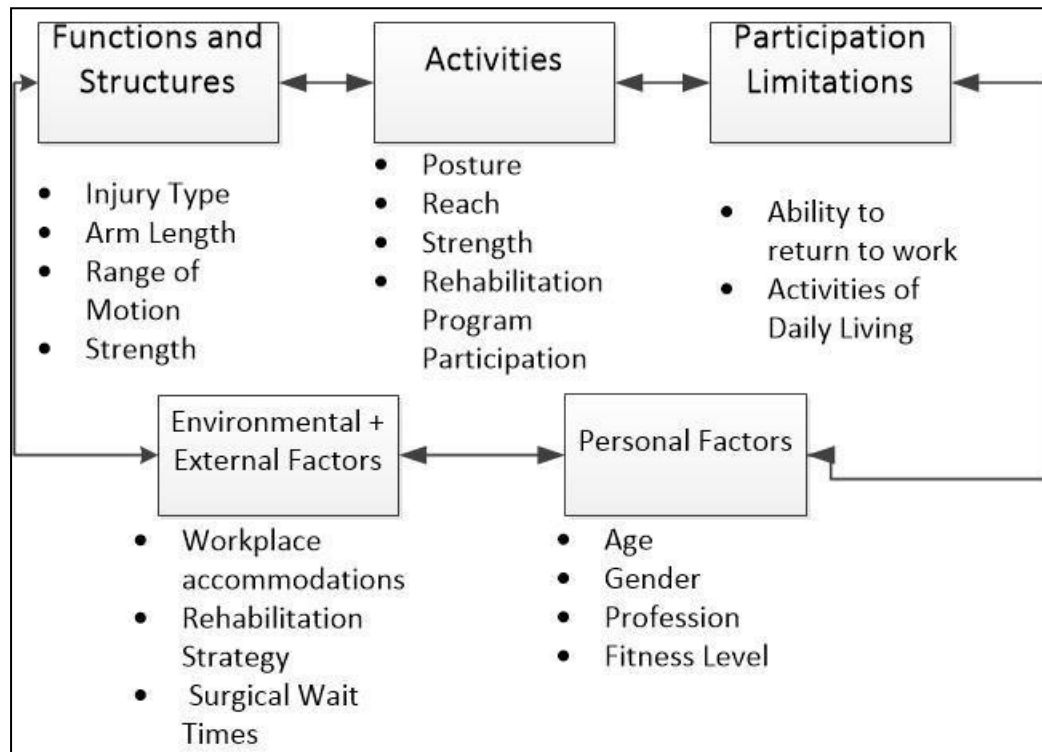 Functions and
Structures
Activities
Participation
Limitations
• Injury Type
• Arm Length
• Range of
Motion
• Strength
• Posture
• Reach
• Strength
• Rehabilitation
Program
Participation
• Ability to
return to work
• Activities of
Daily Living
Environmental +
External Factors
Personal Factors
• Workplace
accommodations
• Rehabilitation
Strategy
• Surgical Wait
Times
• Age
• Gender
• Profession
• Fitness Level